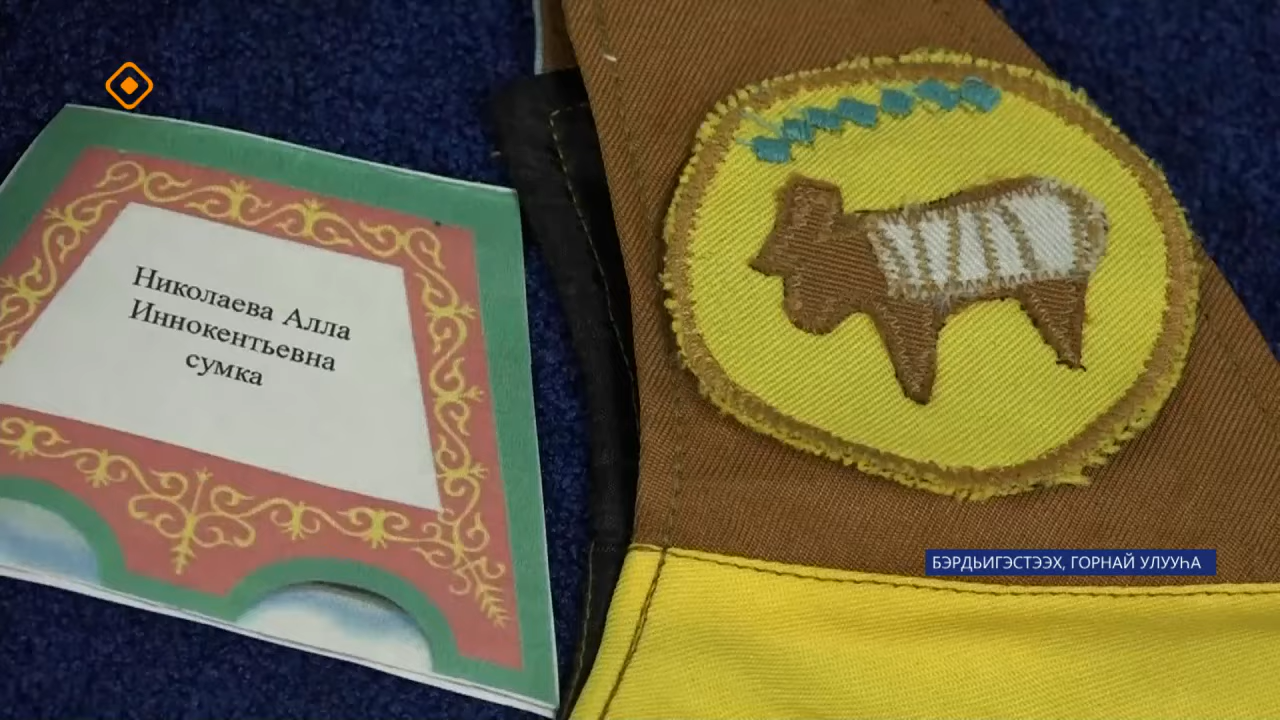 Николаева Алла
Иннокентьевна
сумка
БЭРДЬИГЭСТЭЭХ, ГОРНАЙ УЛУУҺА